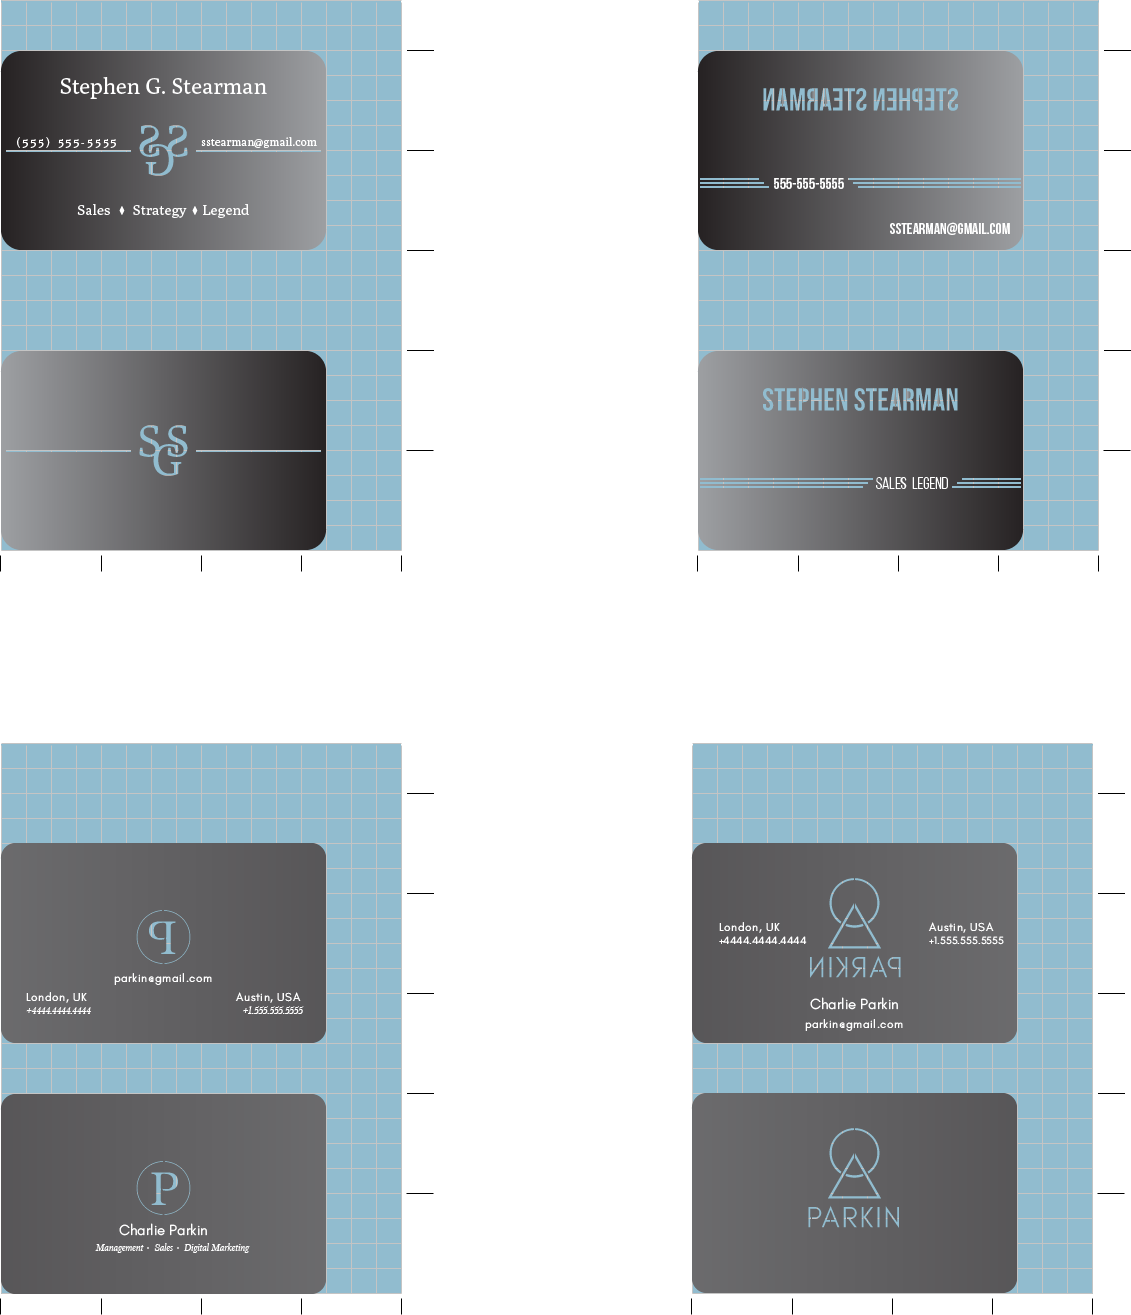 Stephen G. Stearman
(555) 555-5555
SGS
sstearman@gmail.com
Sales ♦ Strategy ♦ Legend
SGS
STEPHEN STEARMAN
555-555-5555
SSTEARMAN@GMAIL.COM
STEPHEN STEARMAN
SALES LEGEND
P
parkin@gmail.com
London, UK
+4444.4444.4444
Austin, USA
+1.555.555.5555
P
Charlie Parkin
Management · Sales · Digital Marketing
London, UK
+4444.4444.4444
Austin, USA
+1.555.555.5555
PARKIN
Charlie Parkin
parkin@gmail.com
PARKIN